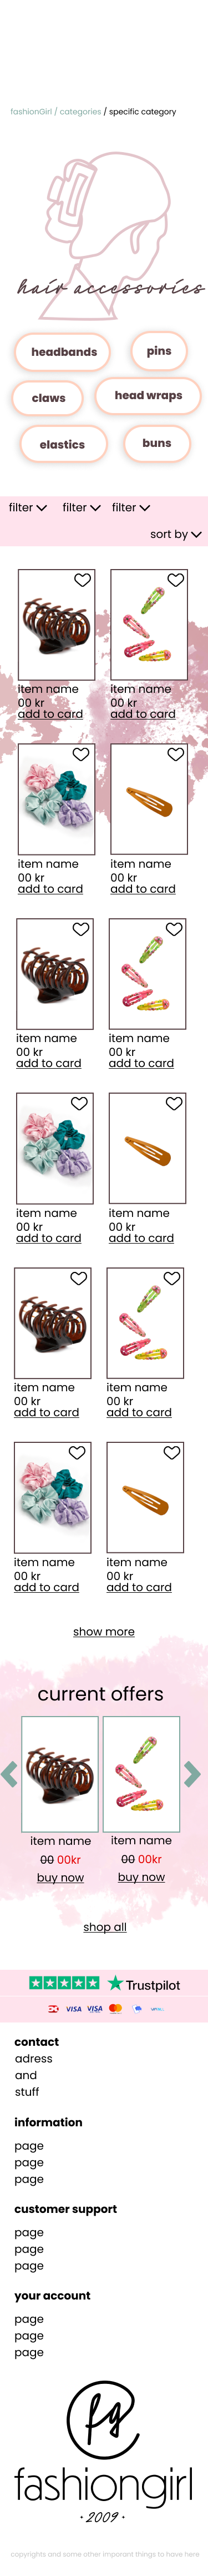 fashionGirl / categories / specific category
hair accessories
headbands pins
claws head wraps
elastics buns
filter filter filter
sort by
item name item name
00 kr 00 kr
add to card add to card
item name item name
00 kr 00 kr
add to card add to card
item name item name
00 kr 00 kr
add to card add to card
item name item name
00 kr 00 kr
add to card add to card
item name item name
00 kr 00 kr
add to card add to card
item name item name
00 kr 00 kr
add to card add to card
show more
current offers
item name item name
00 00kr 00 00kr
buy now buy now
shop all
Trustpilot
VISA VISA
contact
adress
and
stuff
information
page
page
page
customer support
page
page
page
your account
page
page
page
fg
fashiongirl
· 2009 ·
copyrights and some other imporant things to have here